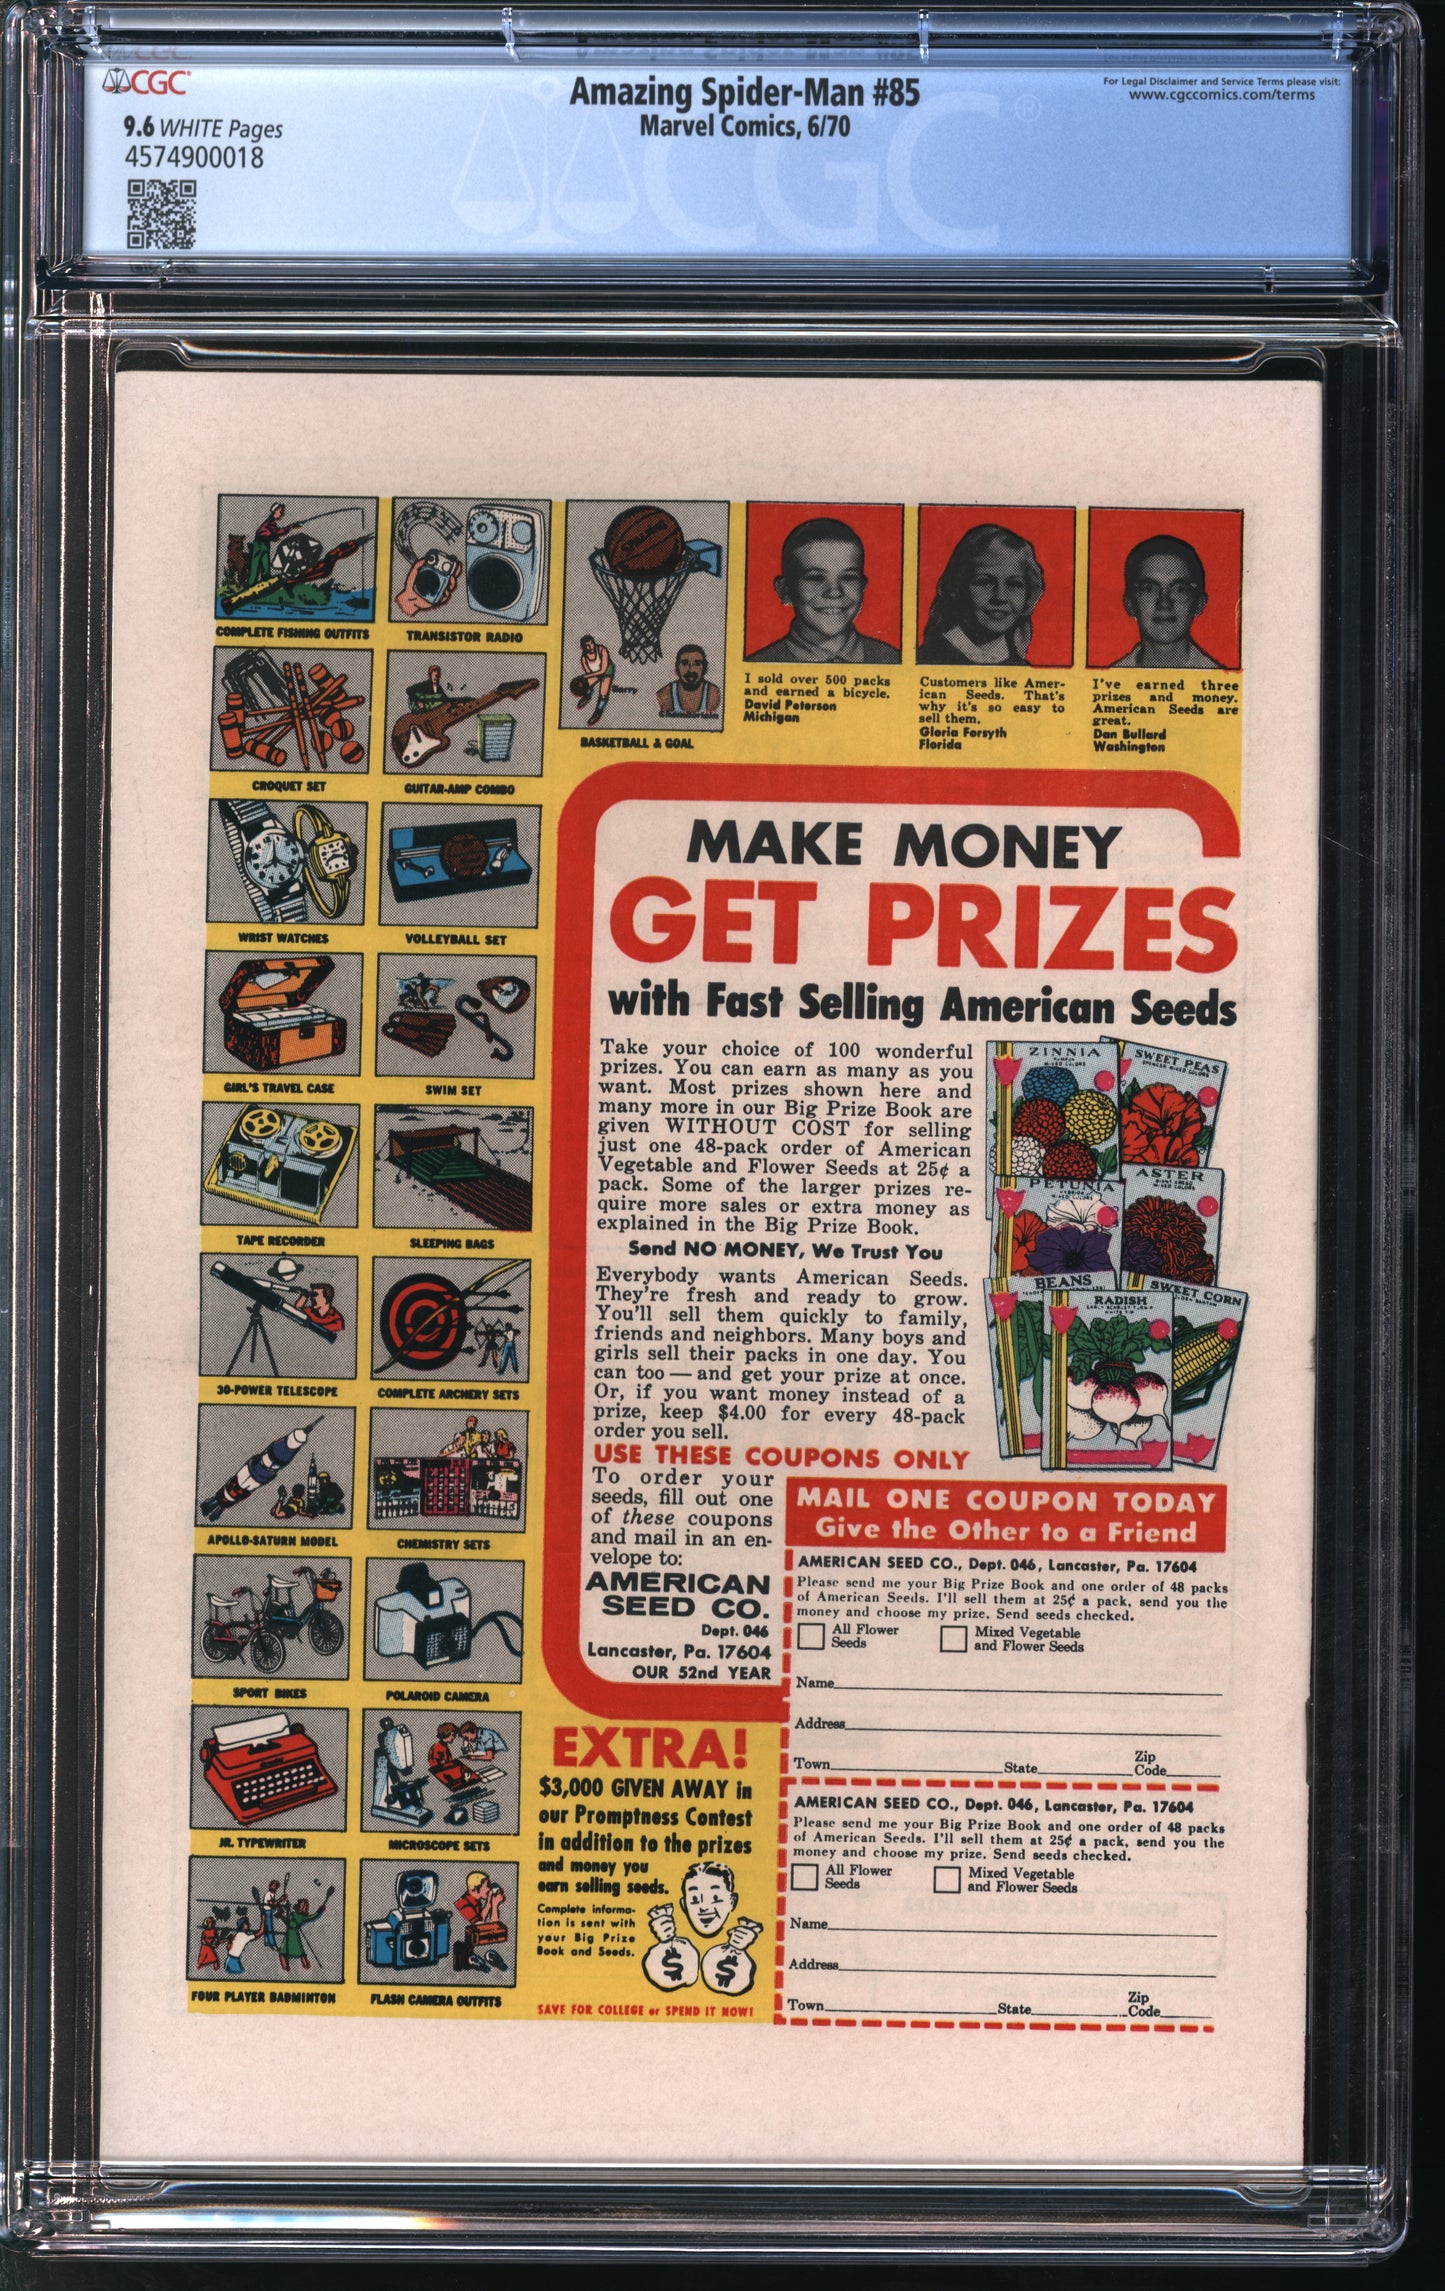 CGC
Amazing Spider-Man #85
Marvel Comics, 6/70
For Legal Disclaimer and Service Terms please visit:
www.cgccomics.com/terms
9.6 WHITE Pages
4574900018
CGC®
COMPLETE FISHING OUTFITS
TRANSISTOR RADIO
CROQUET SET
GUITAR-AMP COMBO
Spalding
Barry
Chamberlain
BASKETBALL & GOAL
WRIST WATCHES
VOLLEYBALL SET
GIRL'S TRAVEL CASE
SWIM SET
TAPE RECORDER
SLEEPING BAGS
30-POWER TELESCOPE
COMPLETE ARCHERY SETS
APOLLO-SATURN MODEL
CHEMISTRY SETS
SPORT BIKES
POLAROID CAMERA
JR. TYPEWRITER
MICROSCOPE SETS
FOUR PLAYER BADMINTON
FLASH CAMERA OUTFITS
I sold over 500 packs
and earned a bicycle.
David Peterson
Michigan
Customers like Amer-
ican Seeds. That's
why it's so easy to
sell them.
Gloria Forsyth
Florida
I've earned three
prizes and money.
American Seeds are
great.
Dan Bullard
Washington
MAKE MONEY
GET PRIZES
with Fast Selling American Seeds
Take your choice of 100 wonderful
prizes. You can earn as many as you
want. Most prizes shown here and
many more in our Big Prize Book are
given WITHOUT COST for selling
just one 48-pack order of American
Vegetable and Flower Seeds at 25¢ a
pack. Some of the larger prizes re-
quire more sales or extra money as
explained in the Big Prize Book.
Send NO MONEY, We Trust You
Everybody wants American Seeds.
They're fresh and ready to grow.
You'll sell them quickly to family,
friends and neighbors. Many boys and
girls sell their packs in one day. You
can too — and get your prize at once.
Or, if you want money instead of a
prize, keep $4.00 for every 48-pack
order you sell.
ZINNIA
MIXED COLORS
SWEET PEAS
SPENCER MIXED COLORS
PETUNIA
MIXED COLORS
ASTER
MIXED COLORS
BEANS
RADISH
SWEET CORN
USE THESE COUPONS ONLY
To order your
seeds, fill out one
of these coupons
and mail in an en-
velope to:
AMERICAN
SEED CO.
Dept. 046
Lancaster, Pa. 17604
OUR 52nd YEAR
MAIL ONE COUPON TODAY
Give the Other to a Friend
AMERICAN SEED CO., Dept. 046, Lancaster, Pa. 17604
Please send me your Big Prize Book and one order of 48 packs
of American Seeds. I'll sell them at 25¢ a pack, send you the
money and choose my prize. Send seeds checked.
All Flower
Seeds
Mixed Vegetable
and Flower Seeds
Name
Address
Town State Zip
Code
AMERICAN SEED CO., Dept. 046, Lancaster, Pa. 17604
Please send me your Big Prize Book and one order of 48 packs
of American Seeds. I'll sell them at 25¢ a pack, send you the
money and choose my prize. Send seeds checked.
All Flower
Seeds
Mixed Vegetable
and Flower Seeds
Name
Address
Town State Zip
Code
EXTRA!
$3,000 GIVEN AWAY in
our Promptness Contest
in addition to the prizes
and money you
earn selling seeds.
Complete informa-
tion is sent with
your Big Prize
Book and Seeds.
$ $
SAVE FOR COLLEGE or SPEND IT NOW!